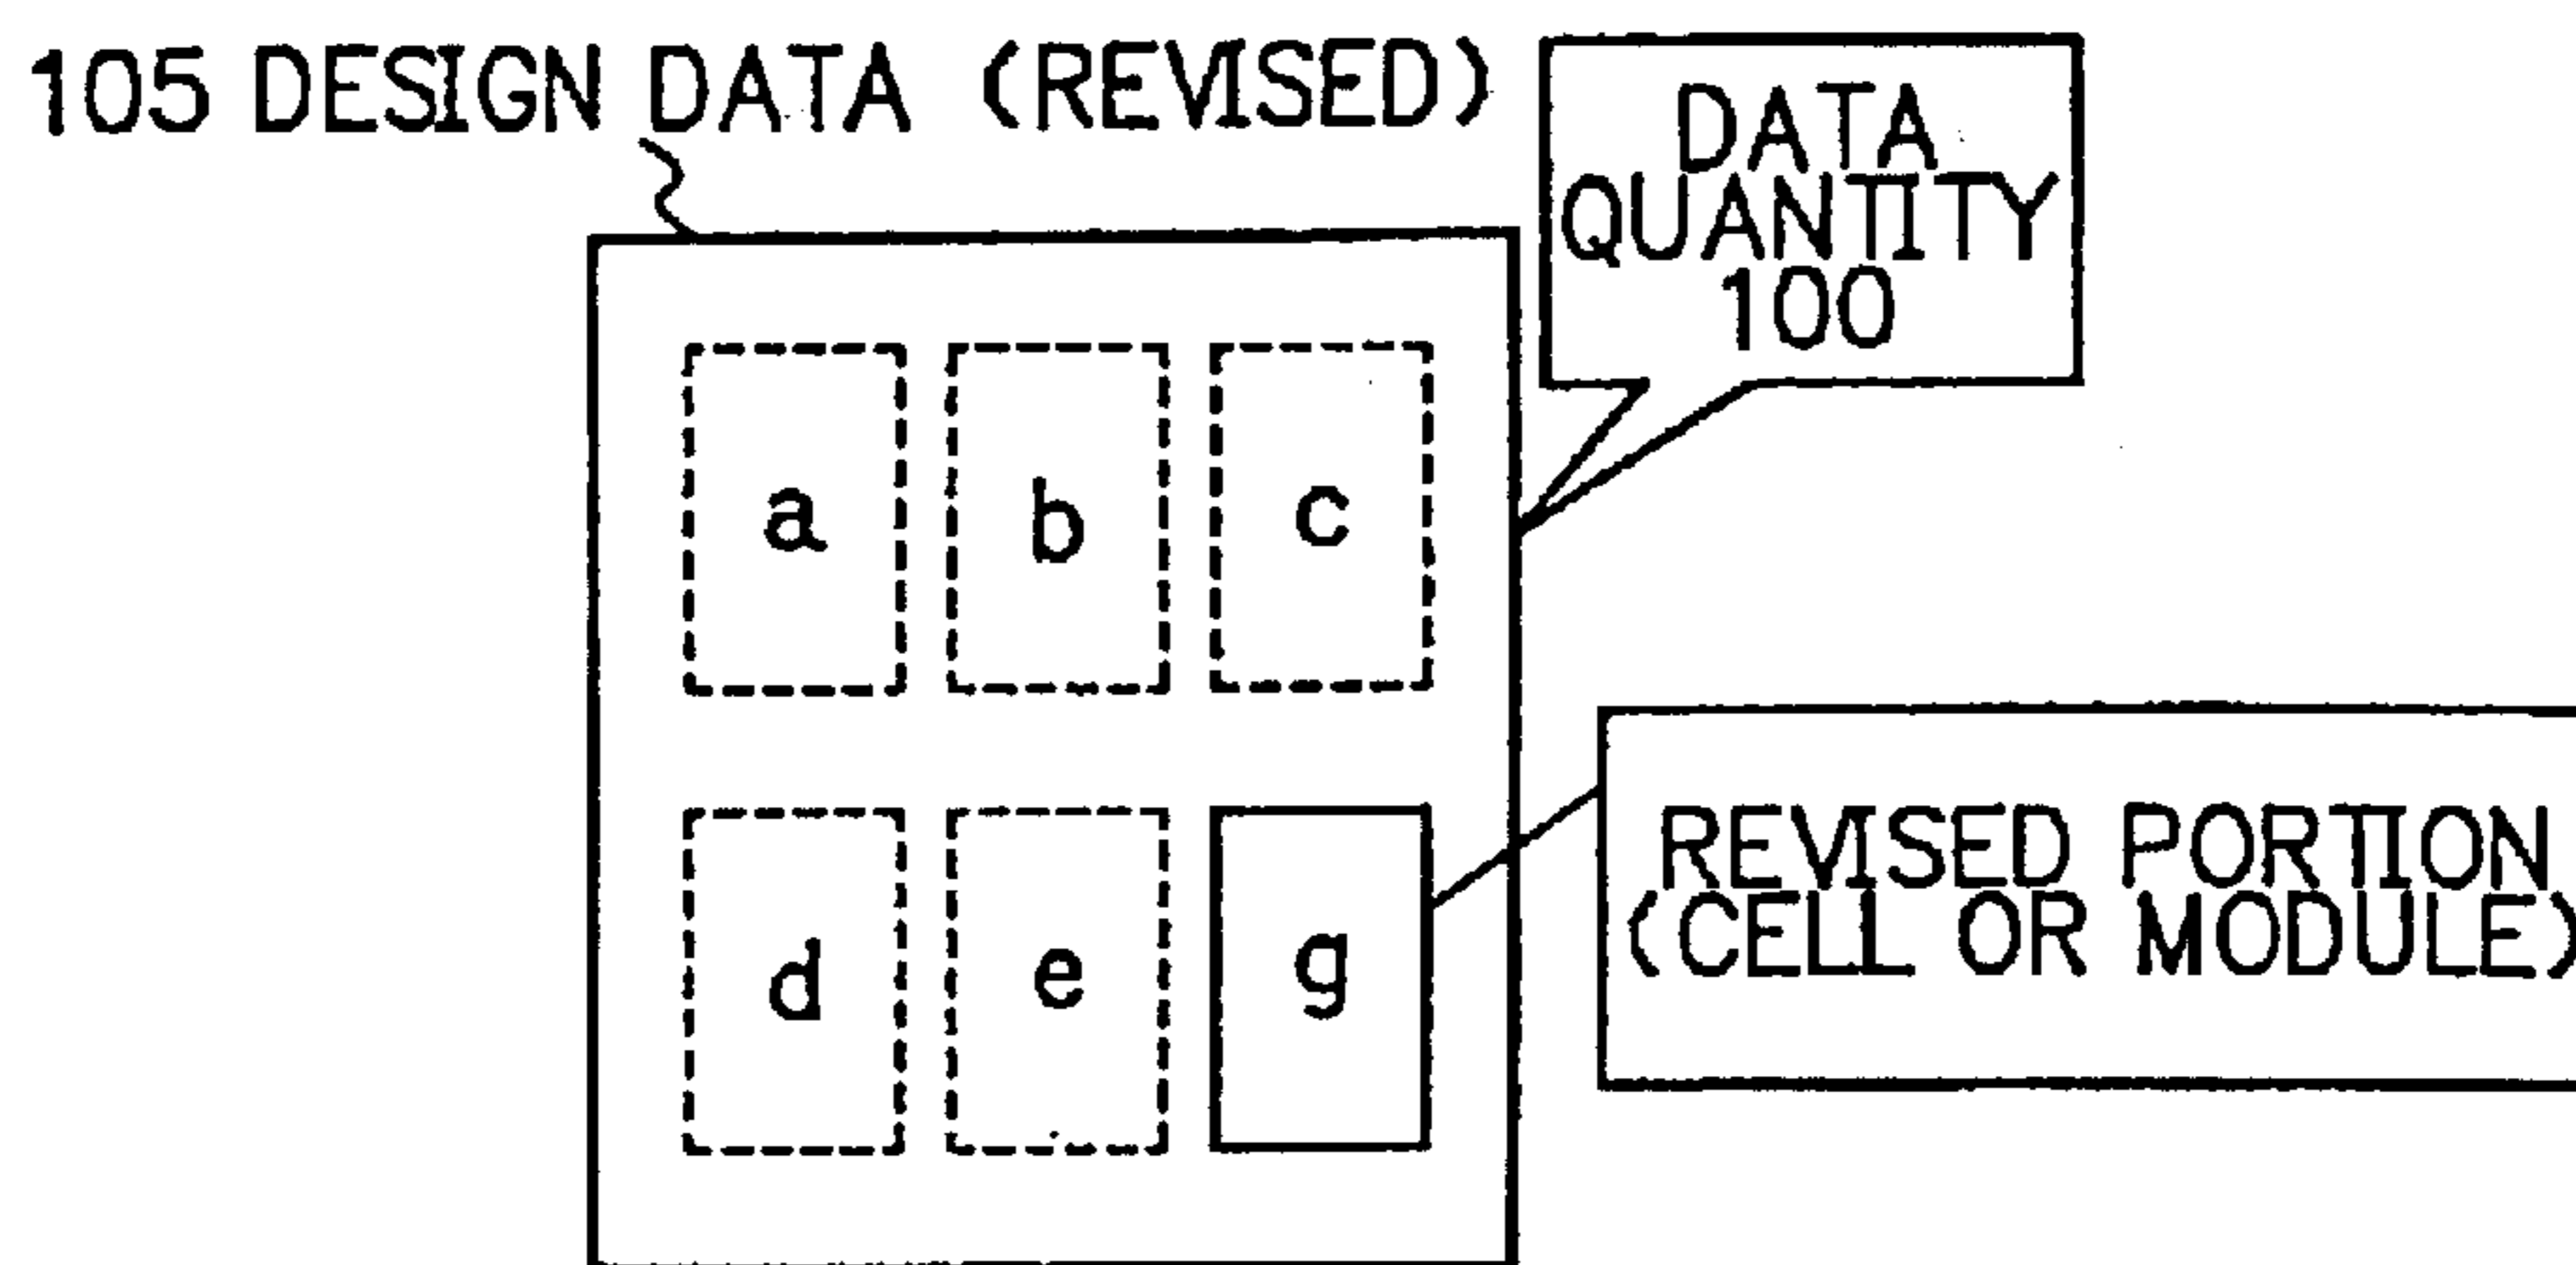 105 DESIGN DATA (REVISED)
DATA
QUANTITY
100
a b c
d e g
REVISED PORTION
(CELL OR MODULE)